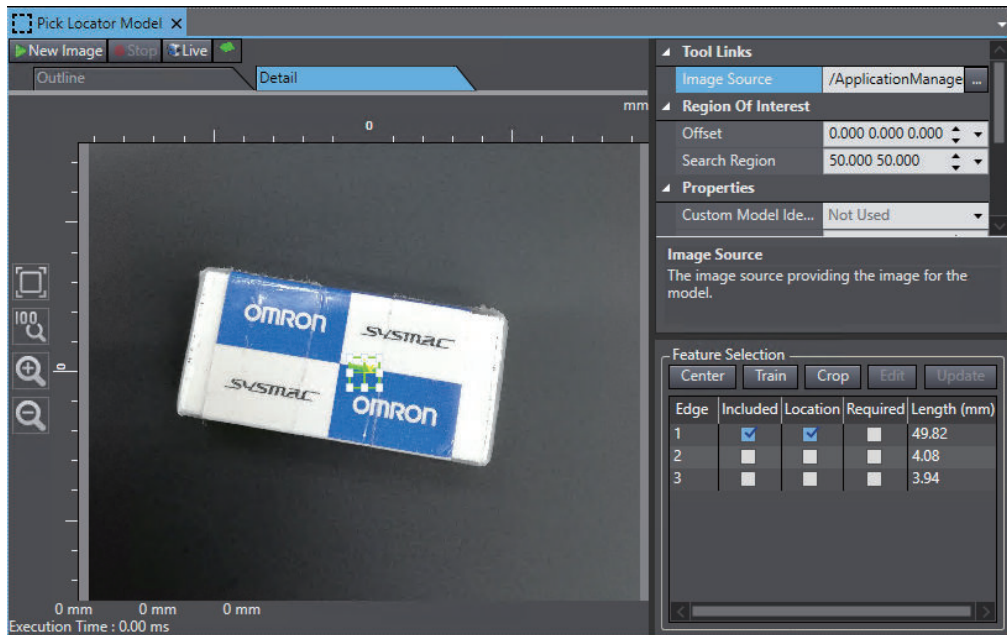 Pick Locator Model
New Image Stop Live
Outline Detail
mm
0
0
100
OMRON
sysmac
sysmac
OMRON
0 mm 0 mm 0 mm
Execution Time : 0.00 ms
Tool Links
Image Source /ApplicationManage ...
Region Of Interest
Offset 0.000 0.000 0.000
Search Region 50.000 50.000
Properties
Custom Model Ide... Not Used
Image Source
The image source providing the image for the
model.
Feature Selection
Center Train Crop Edit Update
Edge Included Location Required Length (mm)
1 49.82
2 4.08
3 3.94